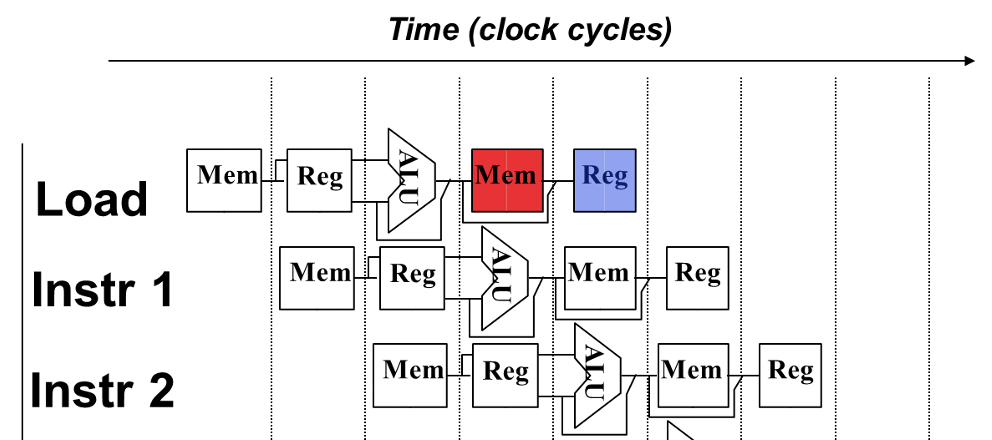 Time (clock cycles)
Load Mem Reg ALU Mem Reg
Instr 1 Mem Reg ALU Mem Reg
Instr 2 Mem Reg ALU Mem Reg